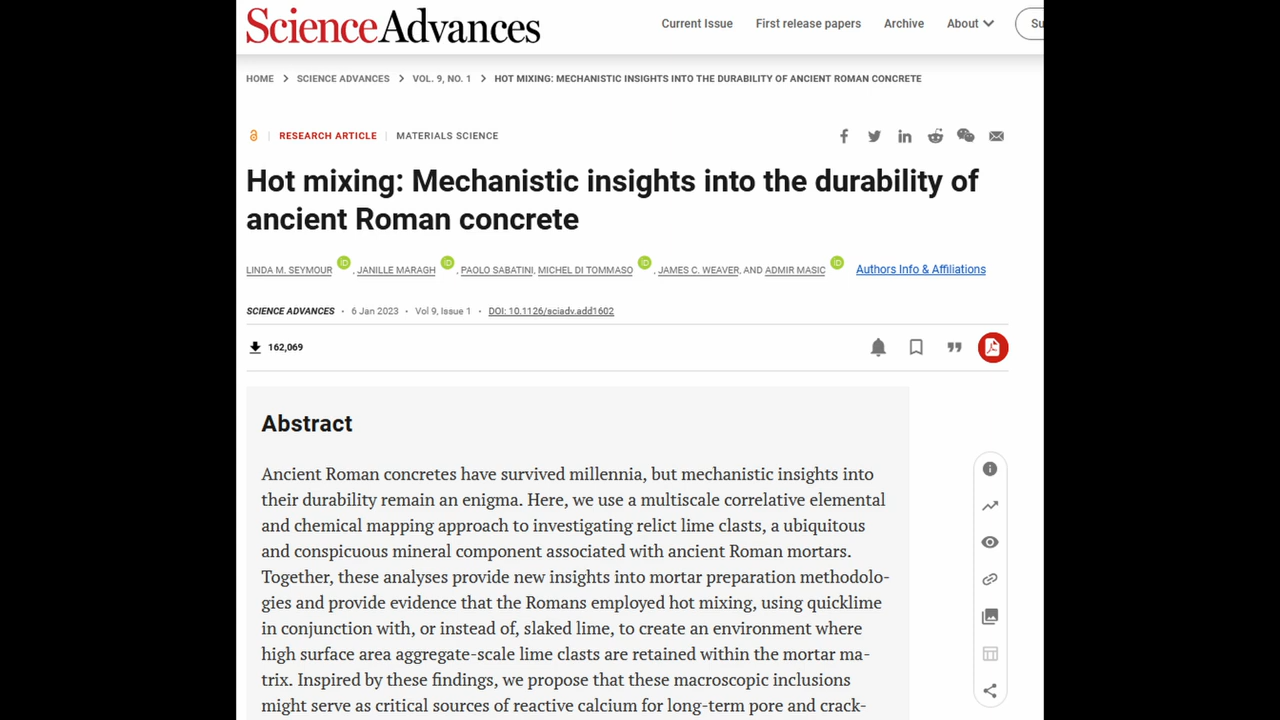 ScienceAdvances
Current Issue First release papers Archive About Su
HOME > SCIENCE ADVANCES > VOL. 9, NO. 1 > HOT MIXING: MECHANISTIC INSIGHTS INTO THE DURABILITY OF ANCIENT ROMAN CONCRETE
RESEARCH ARTICLE | MATERIALS SCIENCE
Hot mixing: Mechanistic insights into the durability of
ancient Roman concrete
LINDA M. SEYMOUR iD, JANILLE MARAGH iD, PAOLO SABATINI, MICHEL DI TOMMASO iD, JAMES C. WEAVER, AND ADMIR MASIC iD Authors Info & Affiliations
SCIENCE ADVANCES • 6 Jan 2023 • Vol 9, Issue 1 • DOI: 10.1126/sciadv.add1602
162,069
Abstract
Ancient Roman concretes have survived millennia, but mechanistic insights into
their durability remain an enigma. Here, we use a multiscale correlative elemental
and chemical mapping approach to investigating relict lime clasts, a ubiquitous
and conspicuous mineral component associated with ancient Roman mortars.
Together, these analyses provide new insights into mortar preparation methodolo-
gies and provide evidence that the Romans employed hot mixing, using quicklime
in conjunction with, or instead of, slaked lime, to create an environment where
high surface area aggregate-scale lime clasts are retained within the mortar ma-
trix. Inspired by these findings, we propose that these macroscopic inclusions
might serve as critical sources of reactive calcium for long-term pore and crack-